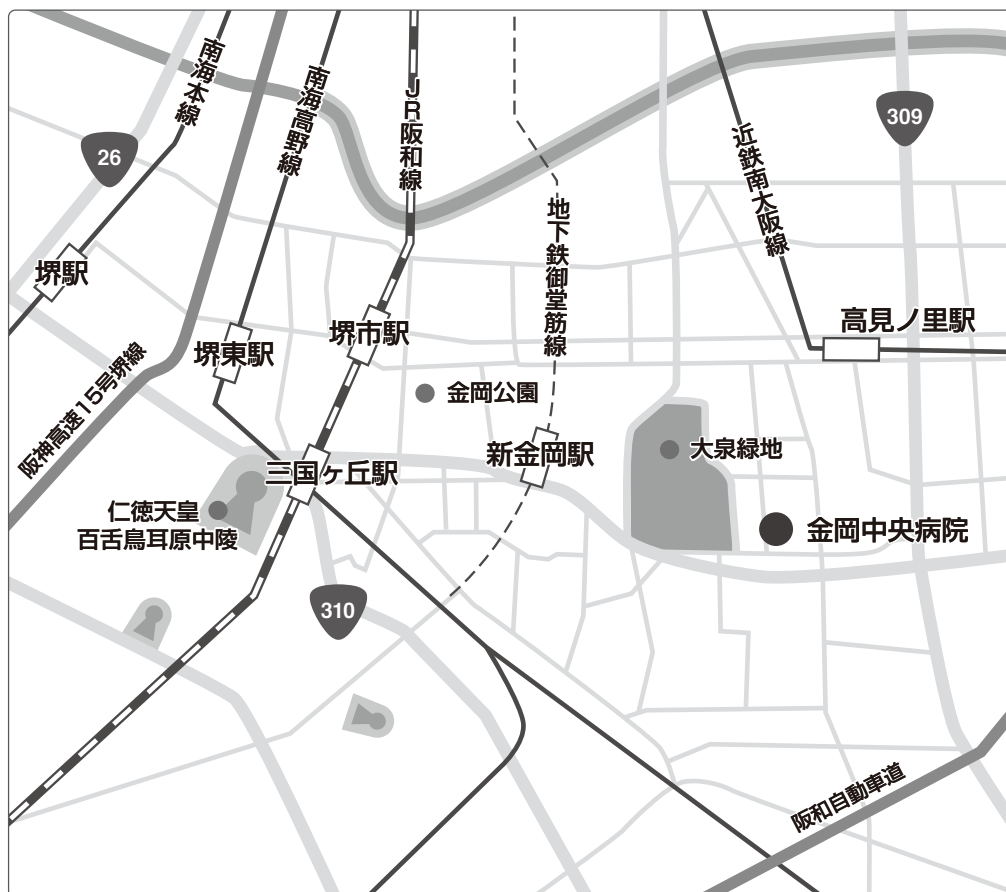 南海本線
南海高野線
JR阪和線
地下鉄御堂筋線
近鉄南大阪線
309
26
堺駅
堺東駅
堺市駅
高見ノ里駅
阪神高速15号堺線
金岡公園
新金岡駅
大泉緑地
三国ヶ丘駅
仁徳天皇
百舌鳥耳原中陵
金岡中央病院
310
阪和自動車道